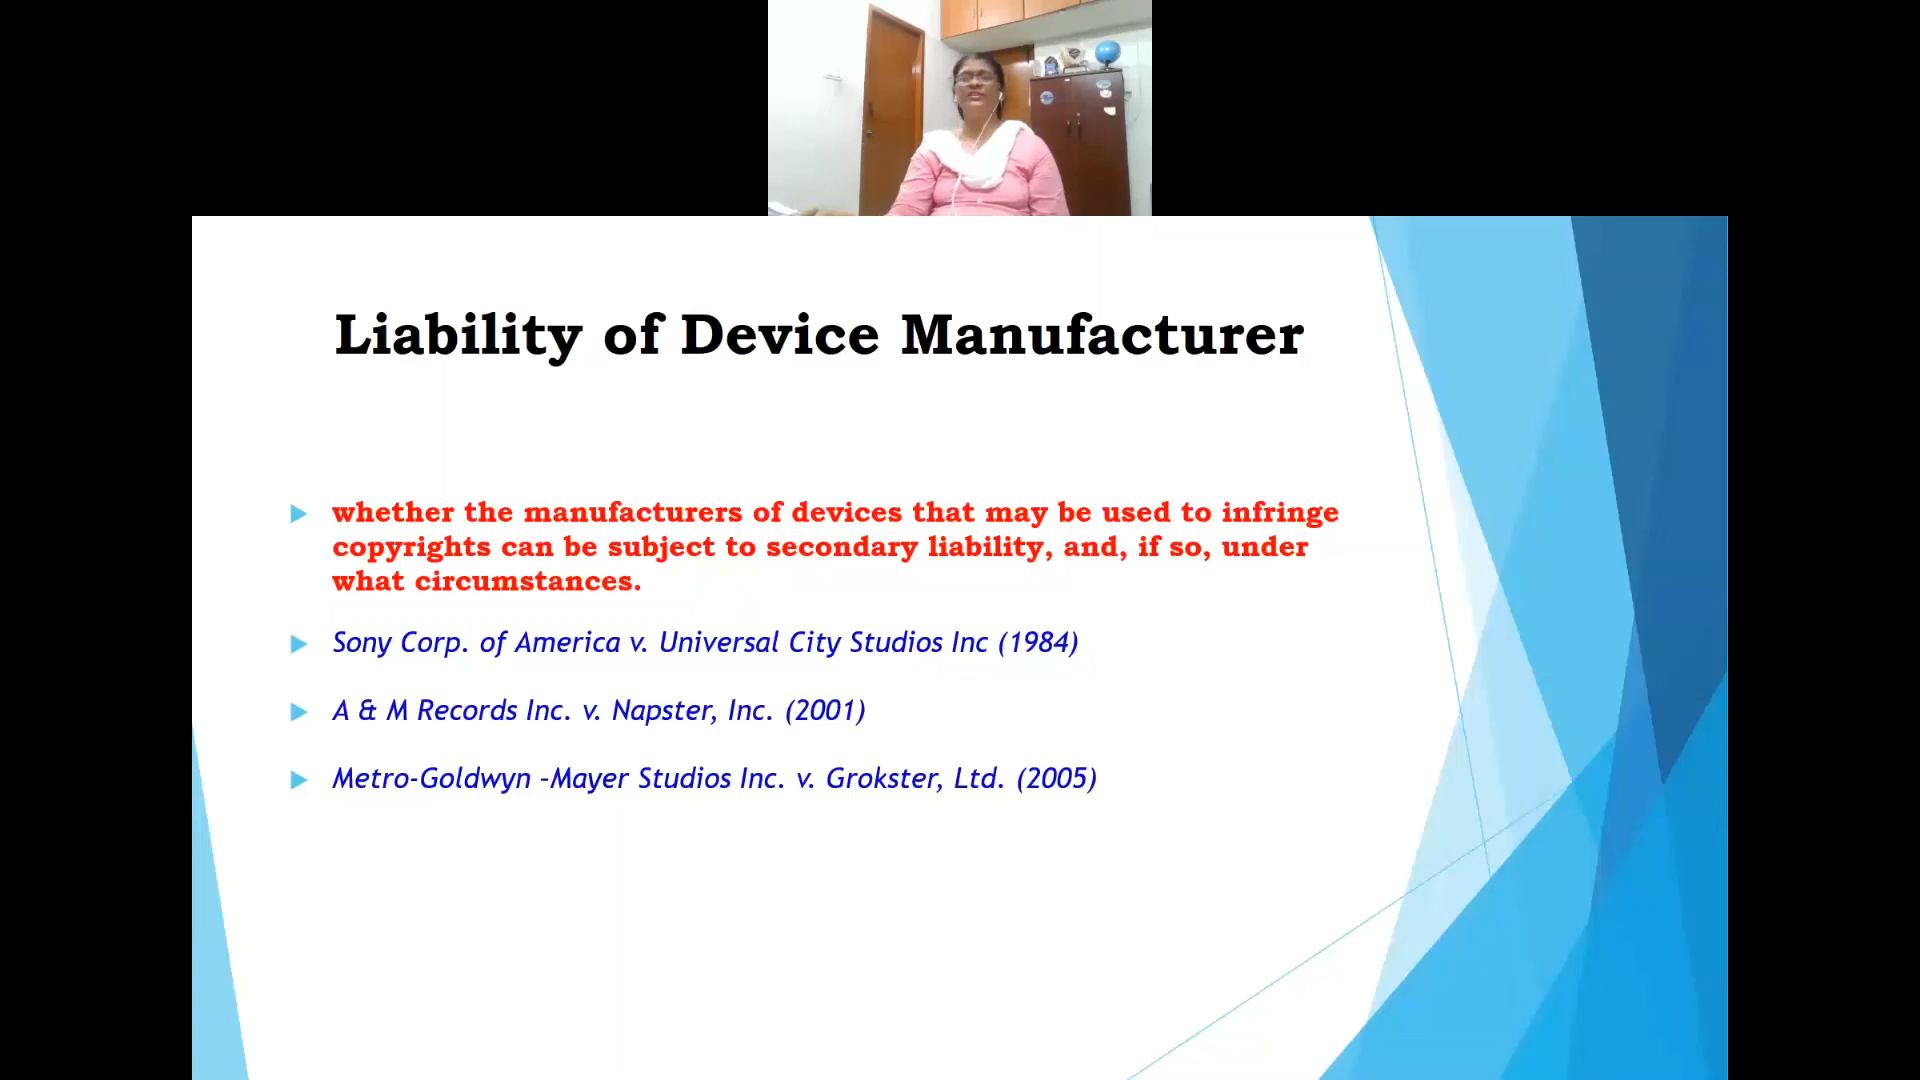 Liability of Device Manufacturer
whether the manufacturers of devices that may be used to infringe
copyrights can be subject to secondary liability, and, if so, under
what circumstances.
Sony Corp. of America v. Universal City Studios Inc (1984)
A & M Records Inc. v. Napster, Inc. (2001)
Metro-Goldwyn –Mayer Studios Inc. v. Grokster, Ltd. (2005)